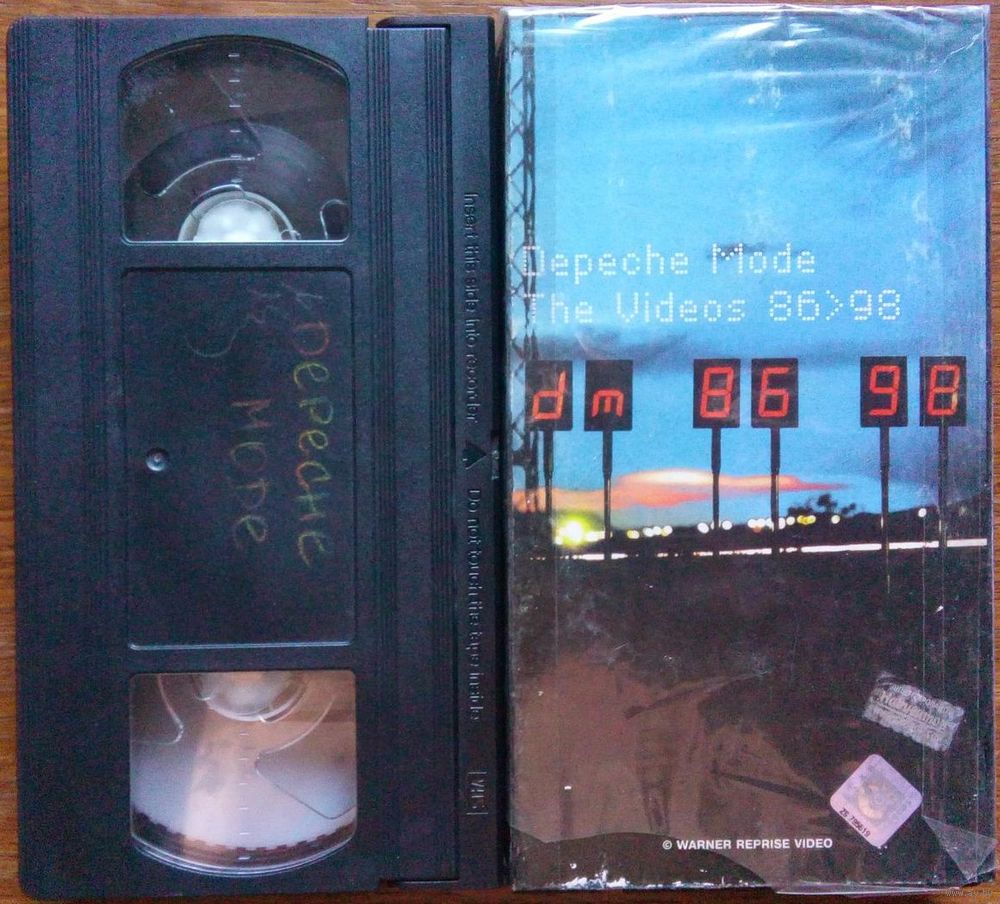 Insert this side into recorder
Do not touch the tape inside
VHS
DEPECHE
MODE
Depeche Mode
The Videos 86>98
dm 86 98
© WARNER REPRISE VIDEO